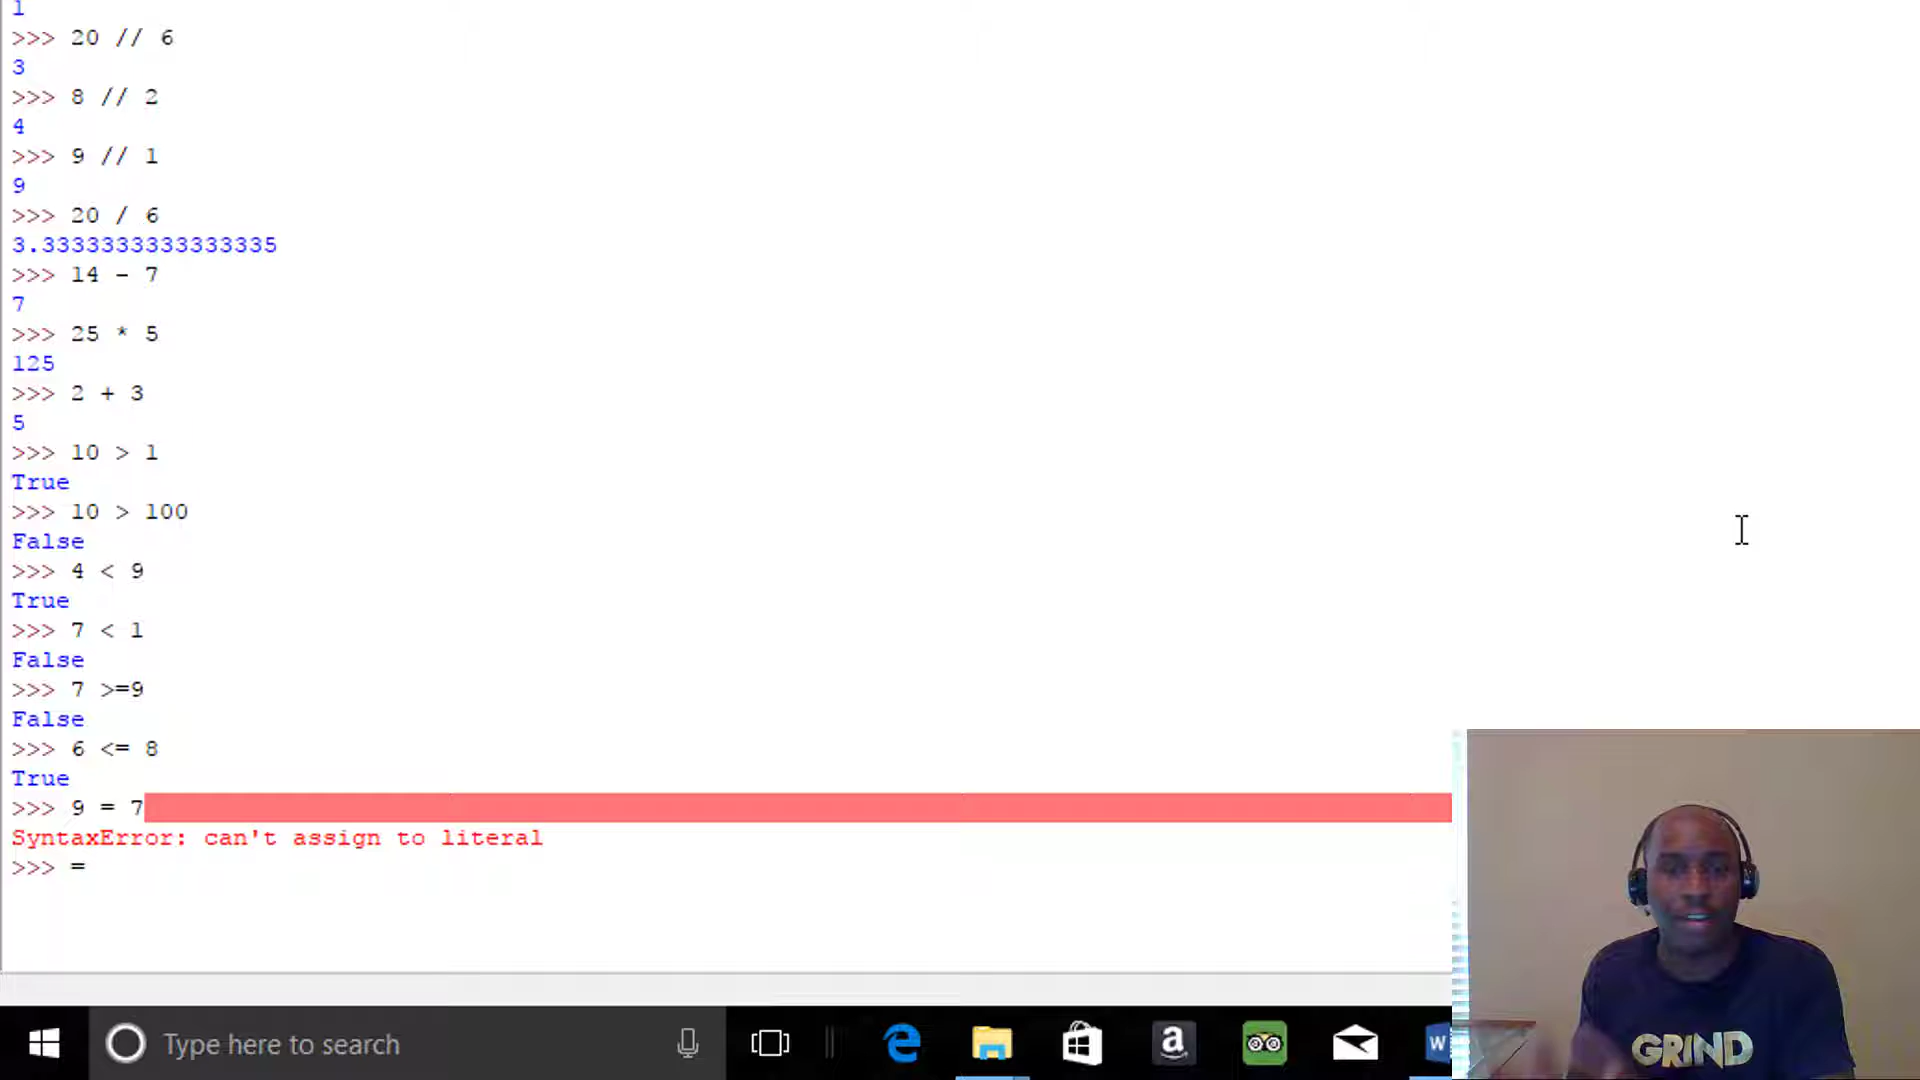 1
>>> 20 // 6
3
>>> 8 // 2
4
>>> 9 // 1
9
>>> 20 / 6
3.3333333333333335
>>> 14 - 7
7
>>> 25 * 5
125
>>> 2 + 3
5
>>> 10 > 1
True
>>> 10 > 100
False
>>> 4 < 9
True
>>> 7 < 1
False
>>> 7 >=9
False
>>> 6 <= 8
True
>>> 9 = 7
SyntaxError: can't assign to literal
>>> =
GRIND
Type here to search
a
W